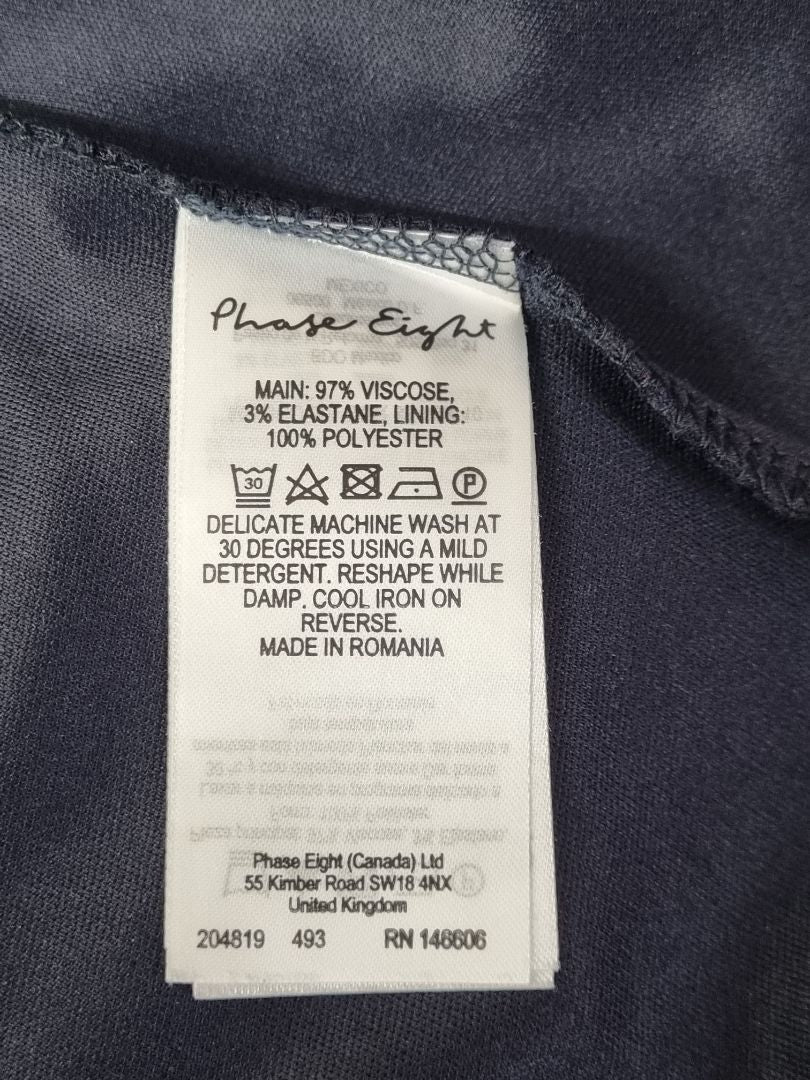 Phase Eight
MAIN: 97% VISCOSE,
3% ELASTANE, LINING:
100% POLYESTER
30 P
DELICATE MACHINE WASH AT
30 DEGREES USING A MILD
DETERGENT. RESHAPE WHILE
DAMP. COOL IRON ON
REVERSE.
MADE IN ROMANIA
Phase Eight (Canada) Ltd
55 Kimber Road SW18 4NX
United Kingdom
204819 493 RN 146606